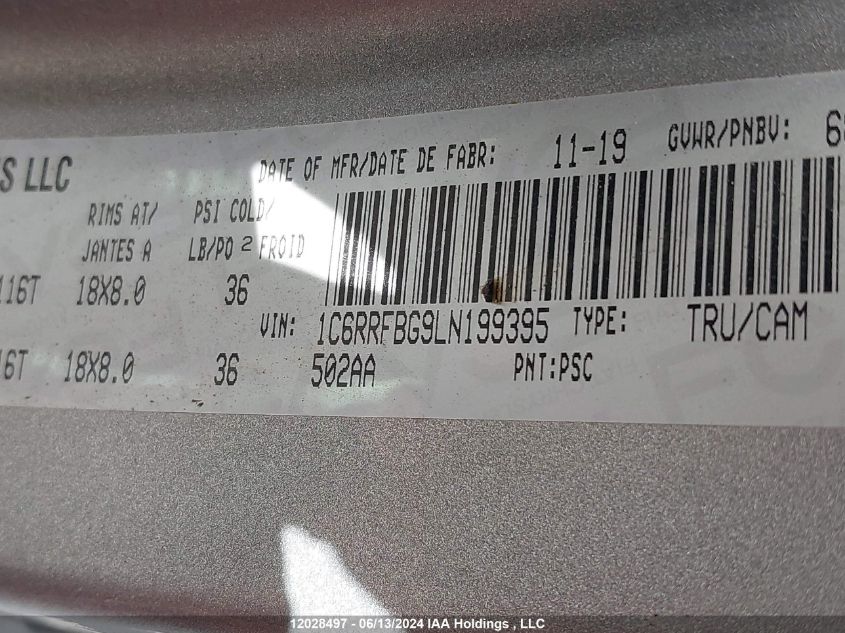 S LLC
DATE OF MFR/DATE DE FABR: 11-19 GVWR/PNBV:
RIMS AT/ PSI COLD/
JANTES A LB/PO 2 FROID
116T 18X8.0 36
VIN: 1C6RRFBG9LN199395 TYPE: TRU/CAM
16T 18X8.0 36 502AA PNT:PSC
12028497 - 06/13/2024 IAA Holdings , LLC